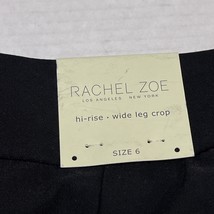 RACHEL ZOE
LOS ANGELES NEW YORK
hi-rise - wide leg crop
SIZE 6